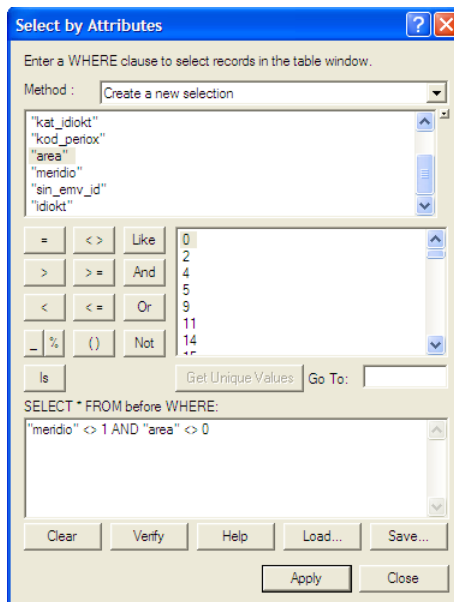 Select by Attributes
Enter a WHERE clause to select records in the table window.
Method : Create a new selection
"kat_idiokt"
"kod_periox"
"area"
"meridio"
"sin_emv_id"
"idiokt"
= < > Like
> > = And
< < = Or
_ % ( ) Not
Is
0
2
4
5
9
11
14
15
Get Unique Values Go To:
SELECT * FROM before WHERE:
"meridio" <> 1 AND "area" <> 0
Clear Verify Help Load... Save...
Apply Close